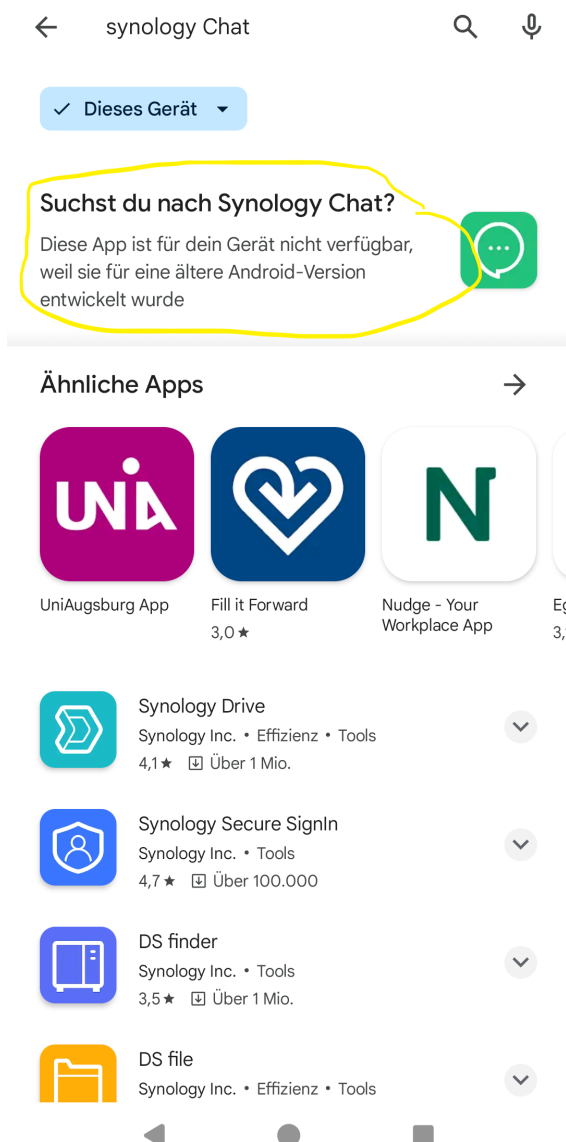 synology Chat
Dieses Gerät
Suchst du nach Synology Chat?
Diese App ist für dein Gerät nicht verfügbar,
weil sie für eine ältere Android-Version
entwickelt wurde
Ähnliche Apps
UNIA
N
UniAugsburg App
Fill it Forward
3,0★
Nudge - Your
Workplace App
Eg
3,
Synology Drive
Synology Inc. • Effizienz • Tools
4,1★ Über 1 Mio.
Synology Secure SignIn
Synology Inc. • Tools
4,7★ Über 100.000
DS finder
Synology Inc. • Tools
3,5★ Über 1 Mio.
DS file
Synology Inc. • Effizienz • Tools